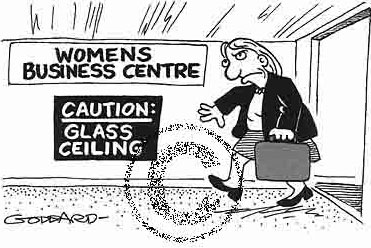 WOMENS
BUSINESS CENTRE
CAUTION:
GLASS
CEILING
GODDARD-
©